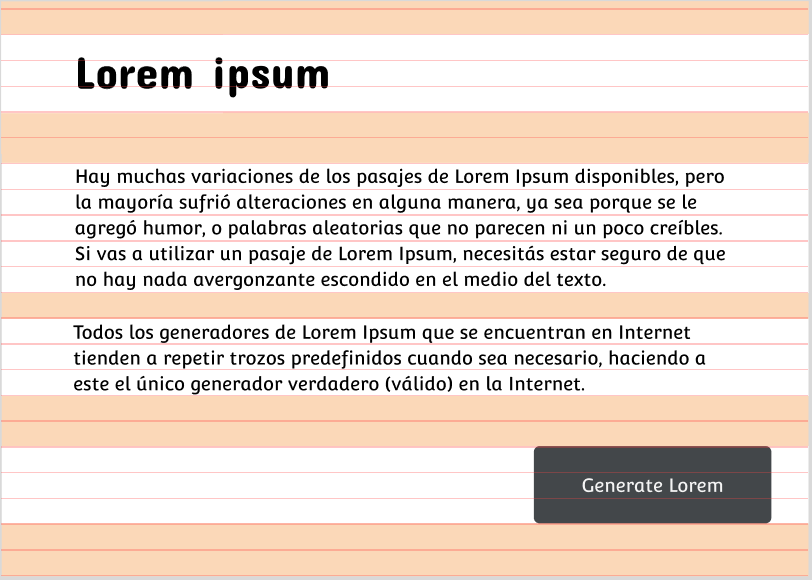 Lorem ipsum
Hay muchas variaciones de los pasajes de Lorem Ipsum disponibles, pero
la mayoría sufrió alteraciones en alguna manera, ya sea porque se le
agregó humor, o palabras aleatorias que no parecen ni un poco creíbles.
Si vas a utilizar un pasaje de Lorem Ipsum, necesitás estar seguro de que
no hay nada avergonzante escondido en el medio del texto.
Todos los generadores de Lorem Ipsum que se encuentran en Internet
tienden a repetir trozos predefinidos cuando sea necesario, haciendo a
este el único generador verdadero (válido) en la Internet.
Generate Lorem